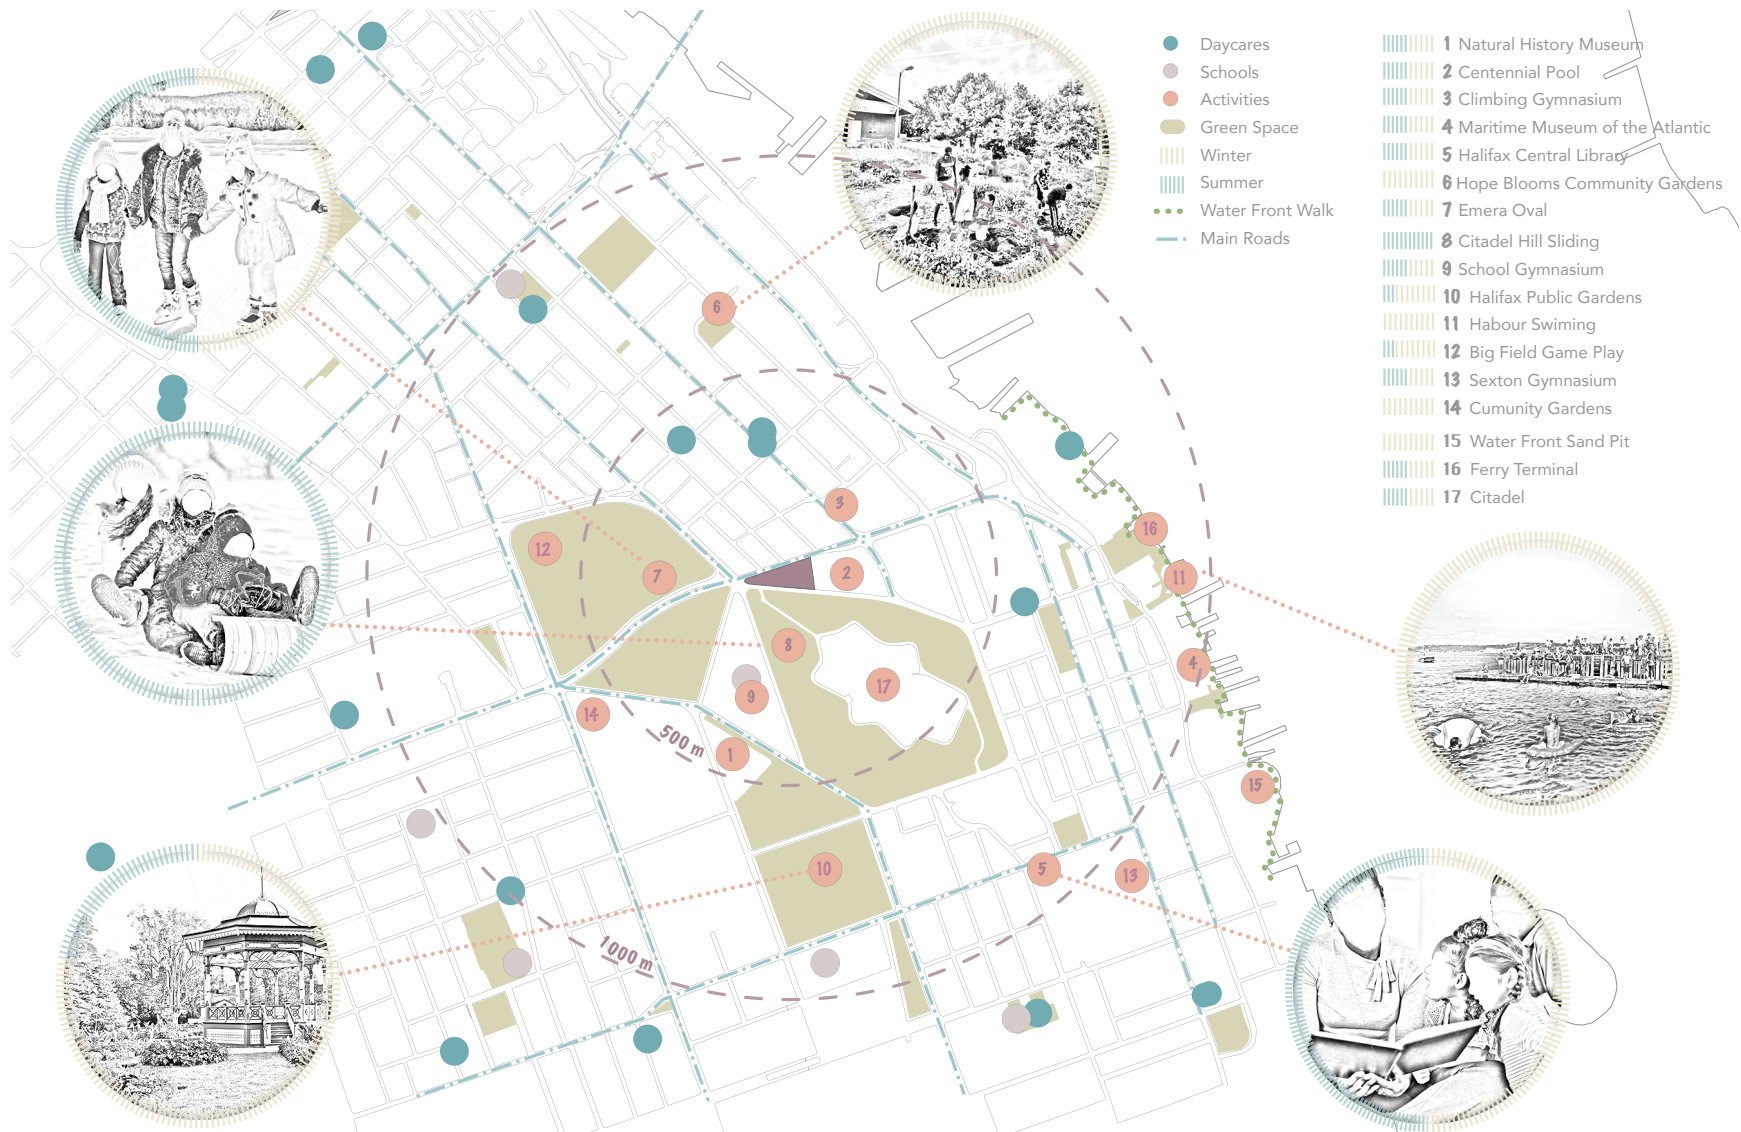 Daycares
Schools
Activities
Green Space
Winter
Summer
Water Front Walk
Main Roads
1 Natural History Museum
2 Centennial Pool
3 Climbing Gymnasium
4 Maritime Museum of the Atlantic
5 Halifax Central Library
6 Hope Blooms Community Gardens
7 Emera Oval
8 Citadel Hill Sliding
9 School Gymnasium
10 Halifax Public Gardens
11 Habour Swiming
12 Big Field Game Play
13 Sexton Gymnasium
14 Cumunity Gardens
15 Water Front Sand Pit
16 Ferry Terminal
17 Citadel
6
3
16
12
7
2
11
8
4
9
17
14
500 m
1
15
10
5
13
1000 m